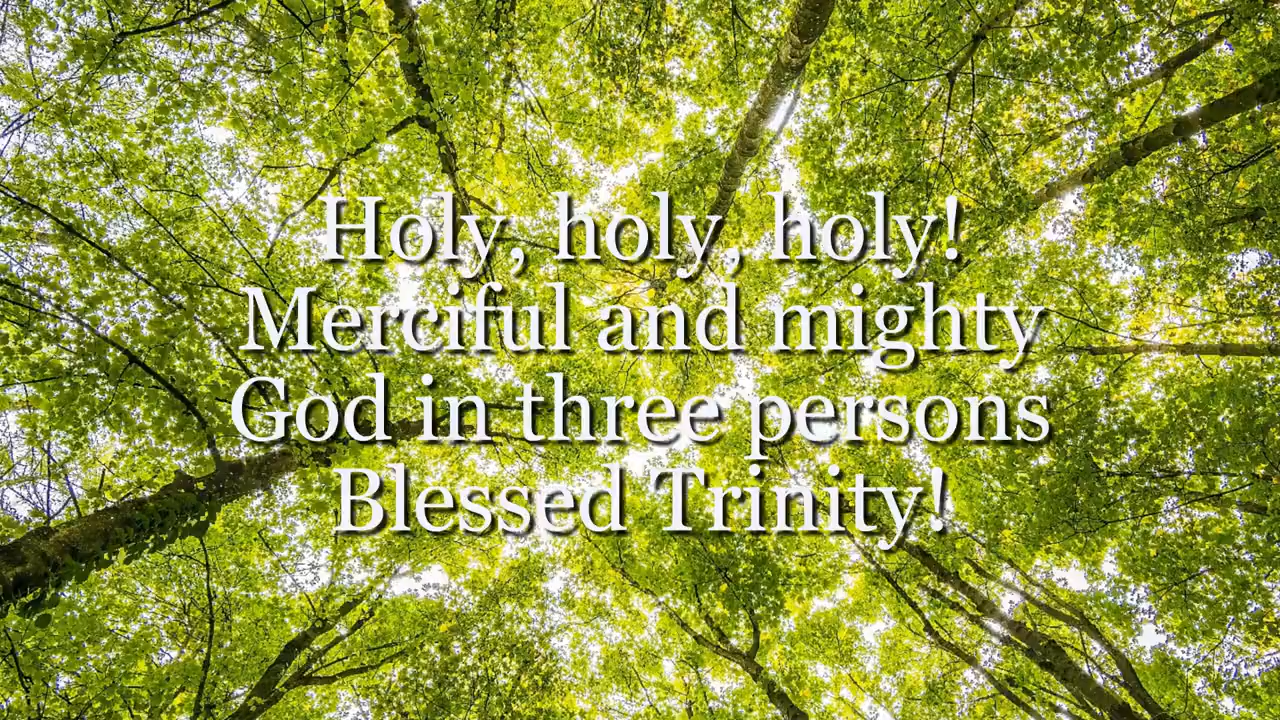 Holy, holy, holy!
Merciful and mighty
God in three persons
Blessed Trinity!